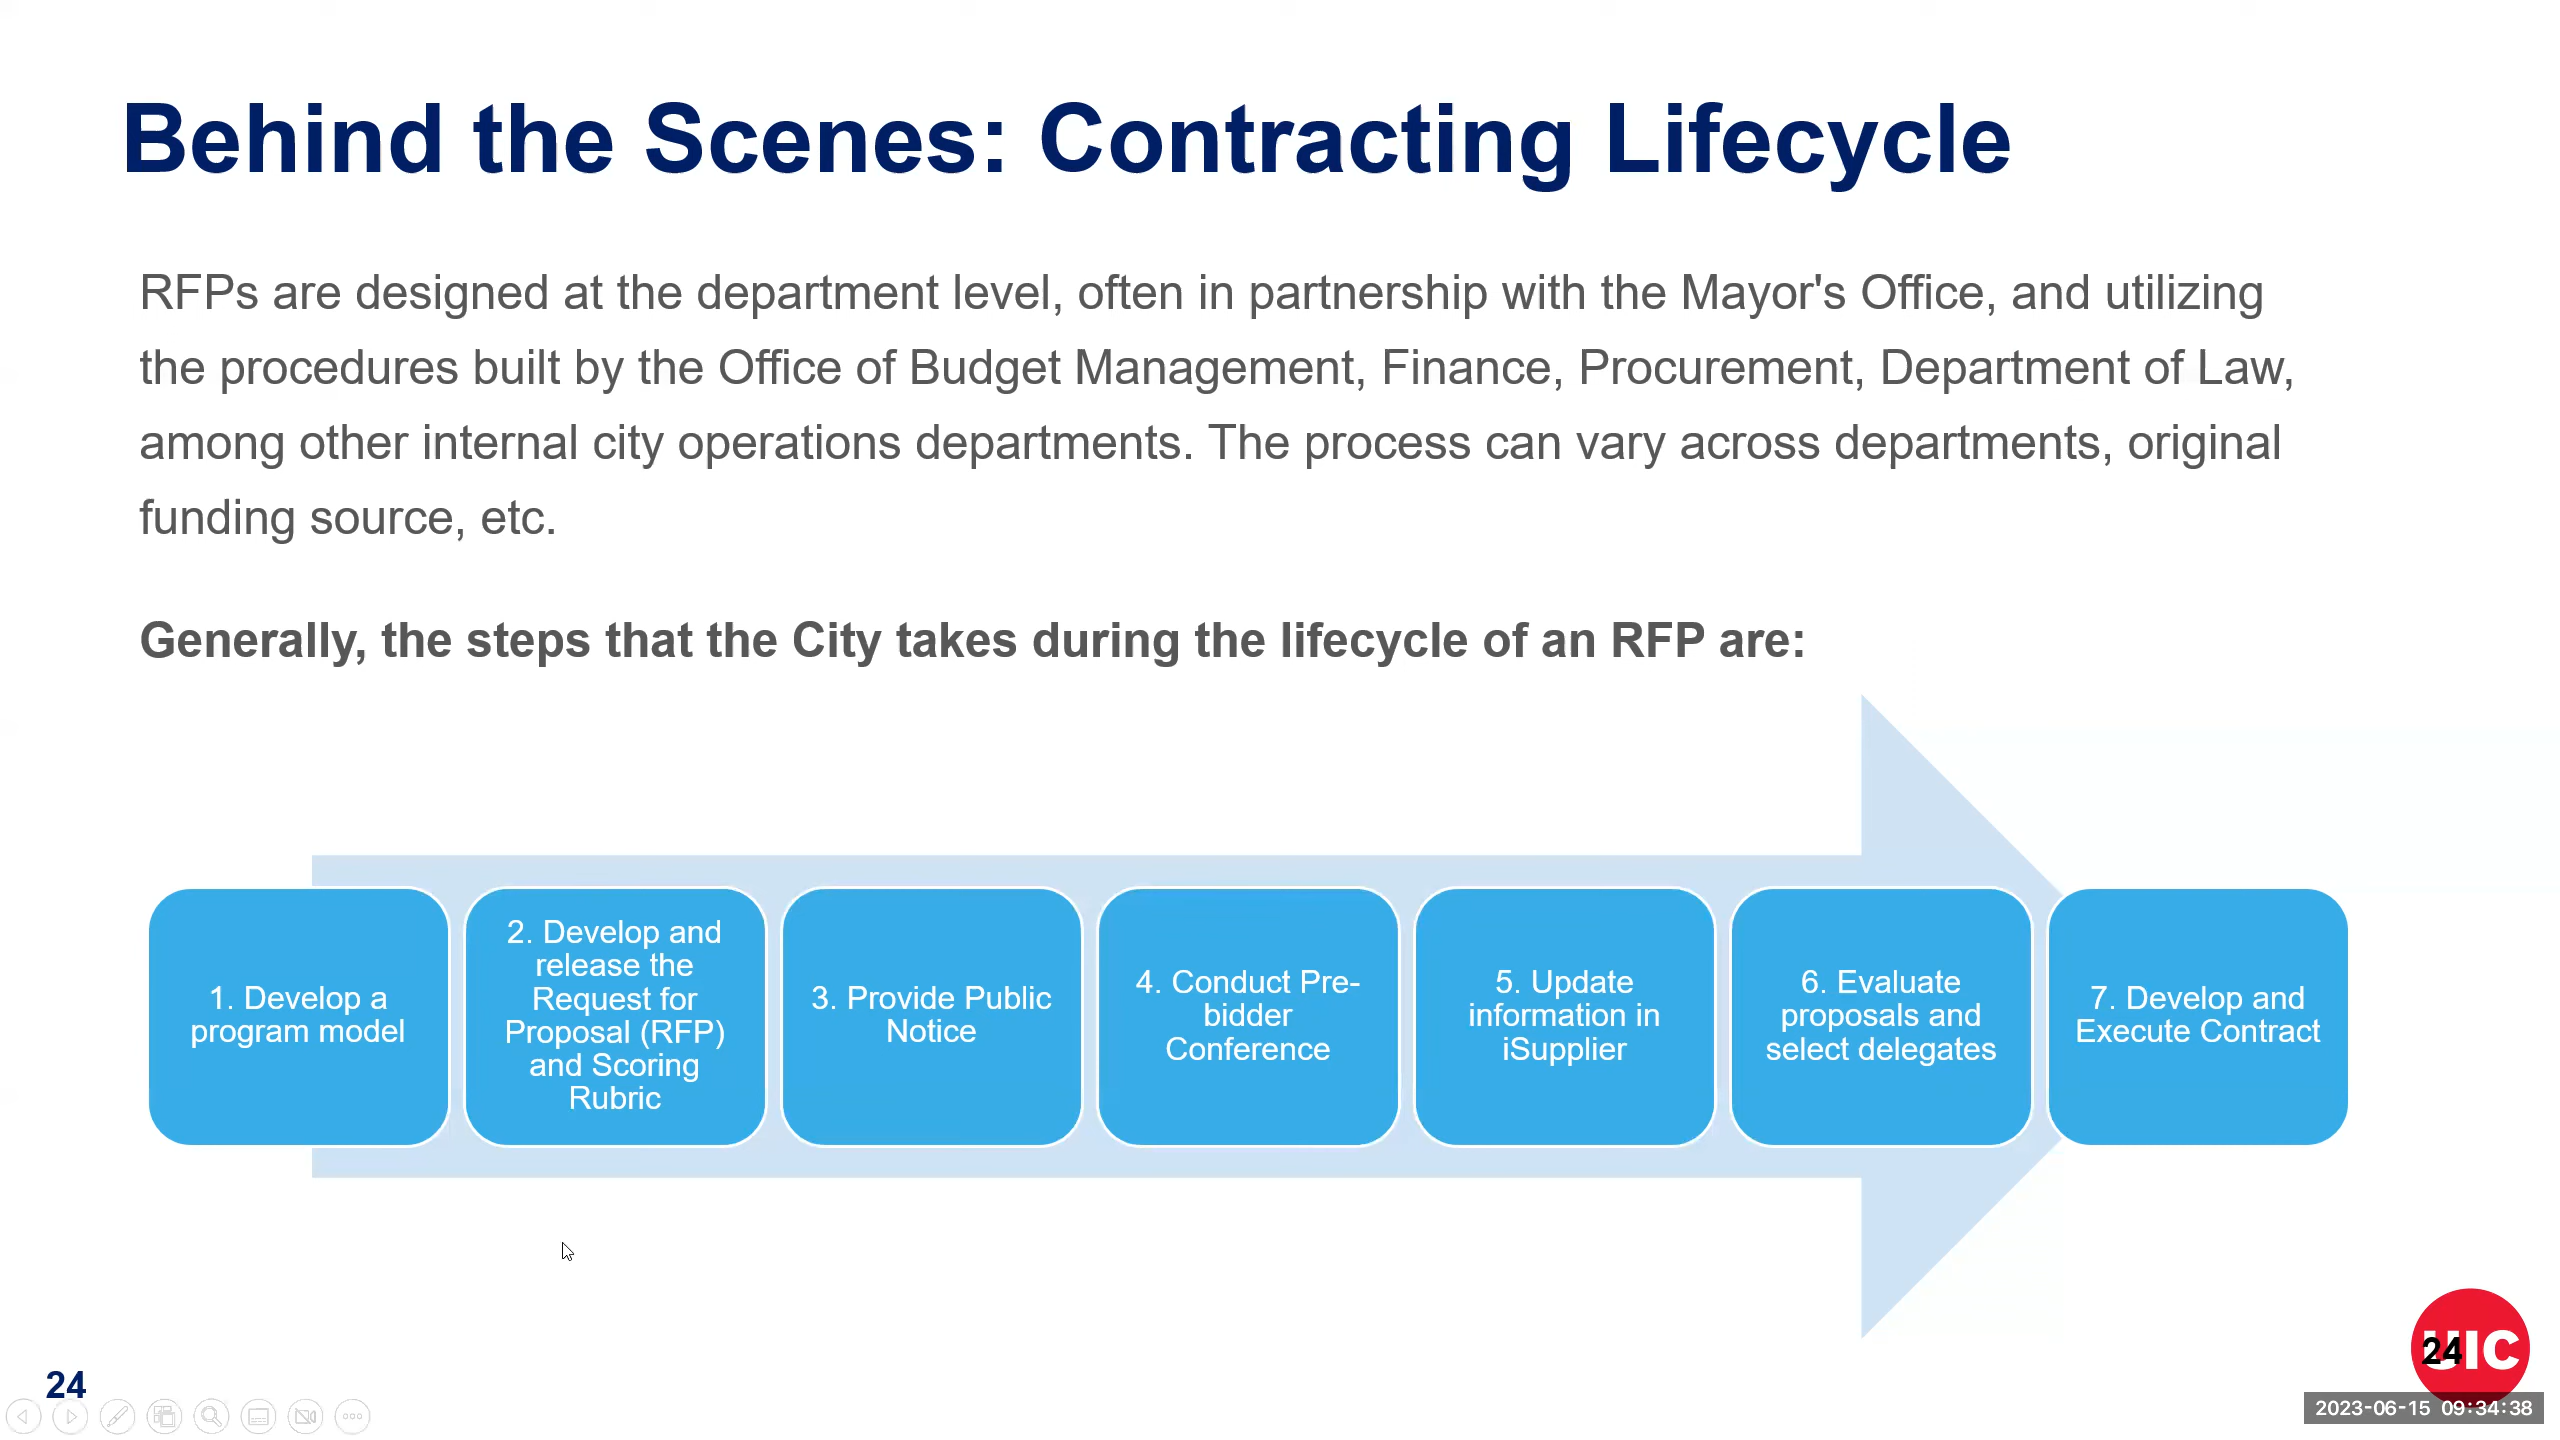 Behind the Scenes: Contracting Lifecycle
RFPs are designed at the department level, often in partnership with the Mayor's Office, and utilizing
the procedures built by the Office of Budget Management, Finance, Procurement, Department of Law,
among other internal city operations departments. The process can vary across departments, original
funding source, etc.
Generally, the steps that the City takes during the lifecycle of an RFP are:
1. Develop a
program model
2. Develop and
release the
Request for
Proposal (RFP)
and Scoring
Rubric
3. Provide Public
Notice
4. Conduct Pre-
bidder
Conference
5. Update
information in
iSupplier
6. Evaluate
proposals and
select delegates
7. Develop and
Execute Contract
24
UIC
24
2023-06-15 09:34:38